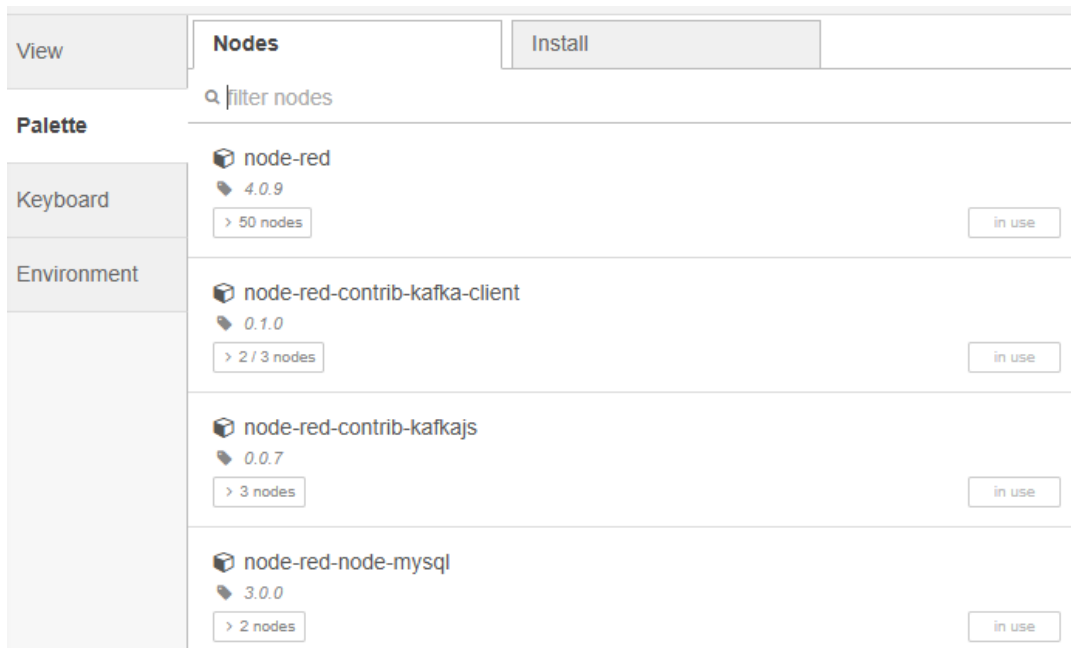 View
Palette
Keyboard
Environment
Nodes
Install
filter nodes
node-red
4.0.9
> 50 nodes
in use
node-red-contrib-kafka-client
0.1.0
> 2 / 3 nodes
in use
node-red-contrib-kafkajs
0.0.7
> 3 nodes
in use
node-red-node-mysql
3.0.0
> 2 nodes
in use